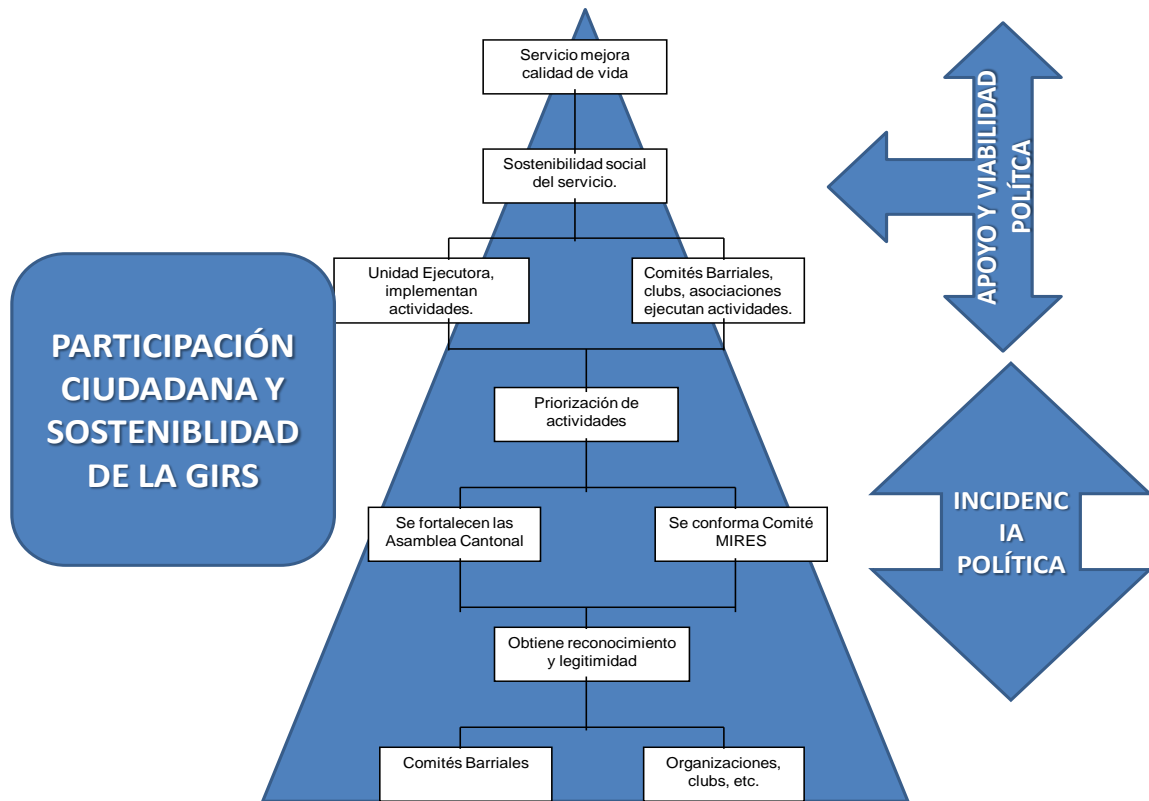 Servicio mejora
calidad de vida
Sostenibilidad social
del servicio.
Unidad Ejecutora,
implementan
actividades.
Comités Barriales,
clubs, asociaciones
ejecutan actividades.
Priorización de
actividades
Se fortalecen las
Asamblea Cantonal
Se conforma Comité
MIRES
Obtiene reconocimiento
y legitimidad
Comités Barriales
Organizaciones,
clubs, etc.
PARTICIPACIÓN
CIUDADANA Y
SOSTENIBLIDAD
DE LA GIRS
APOYO Y VIABILIDAD
POLÍTCA
INCIDENC
IA
POLÍTICA